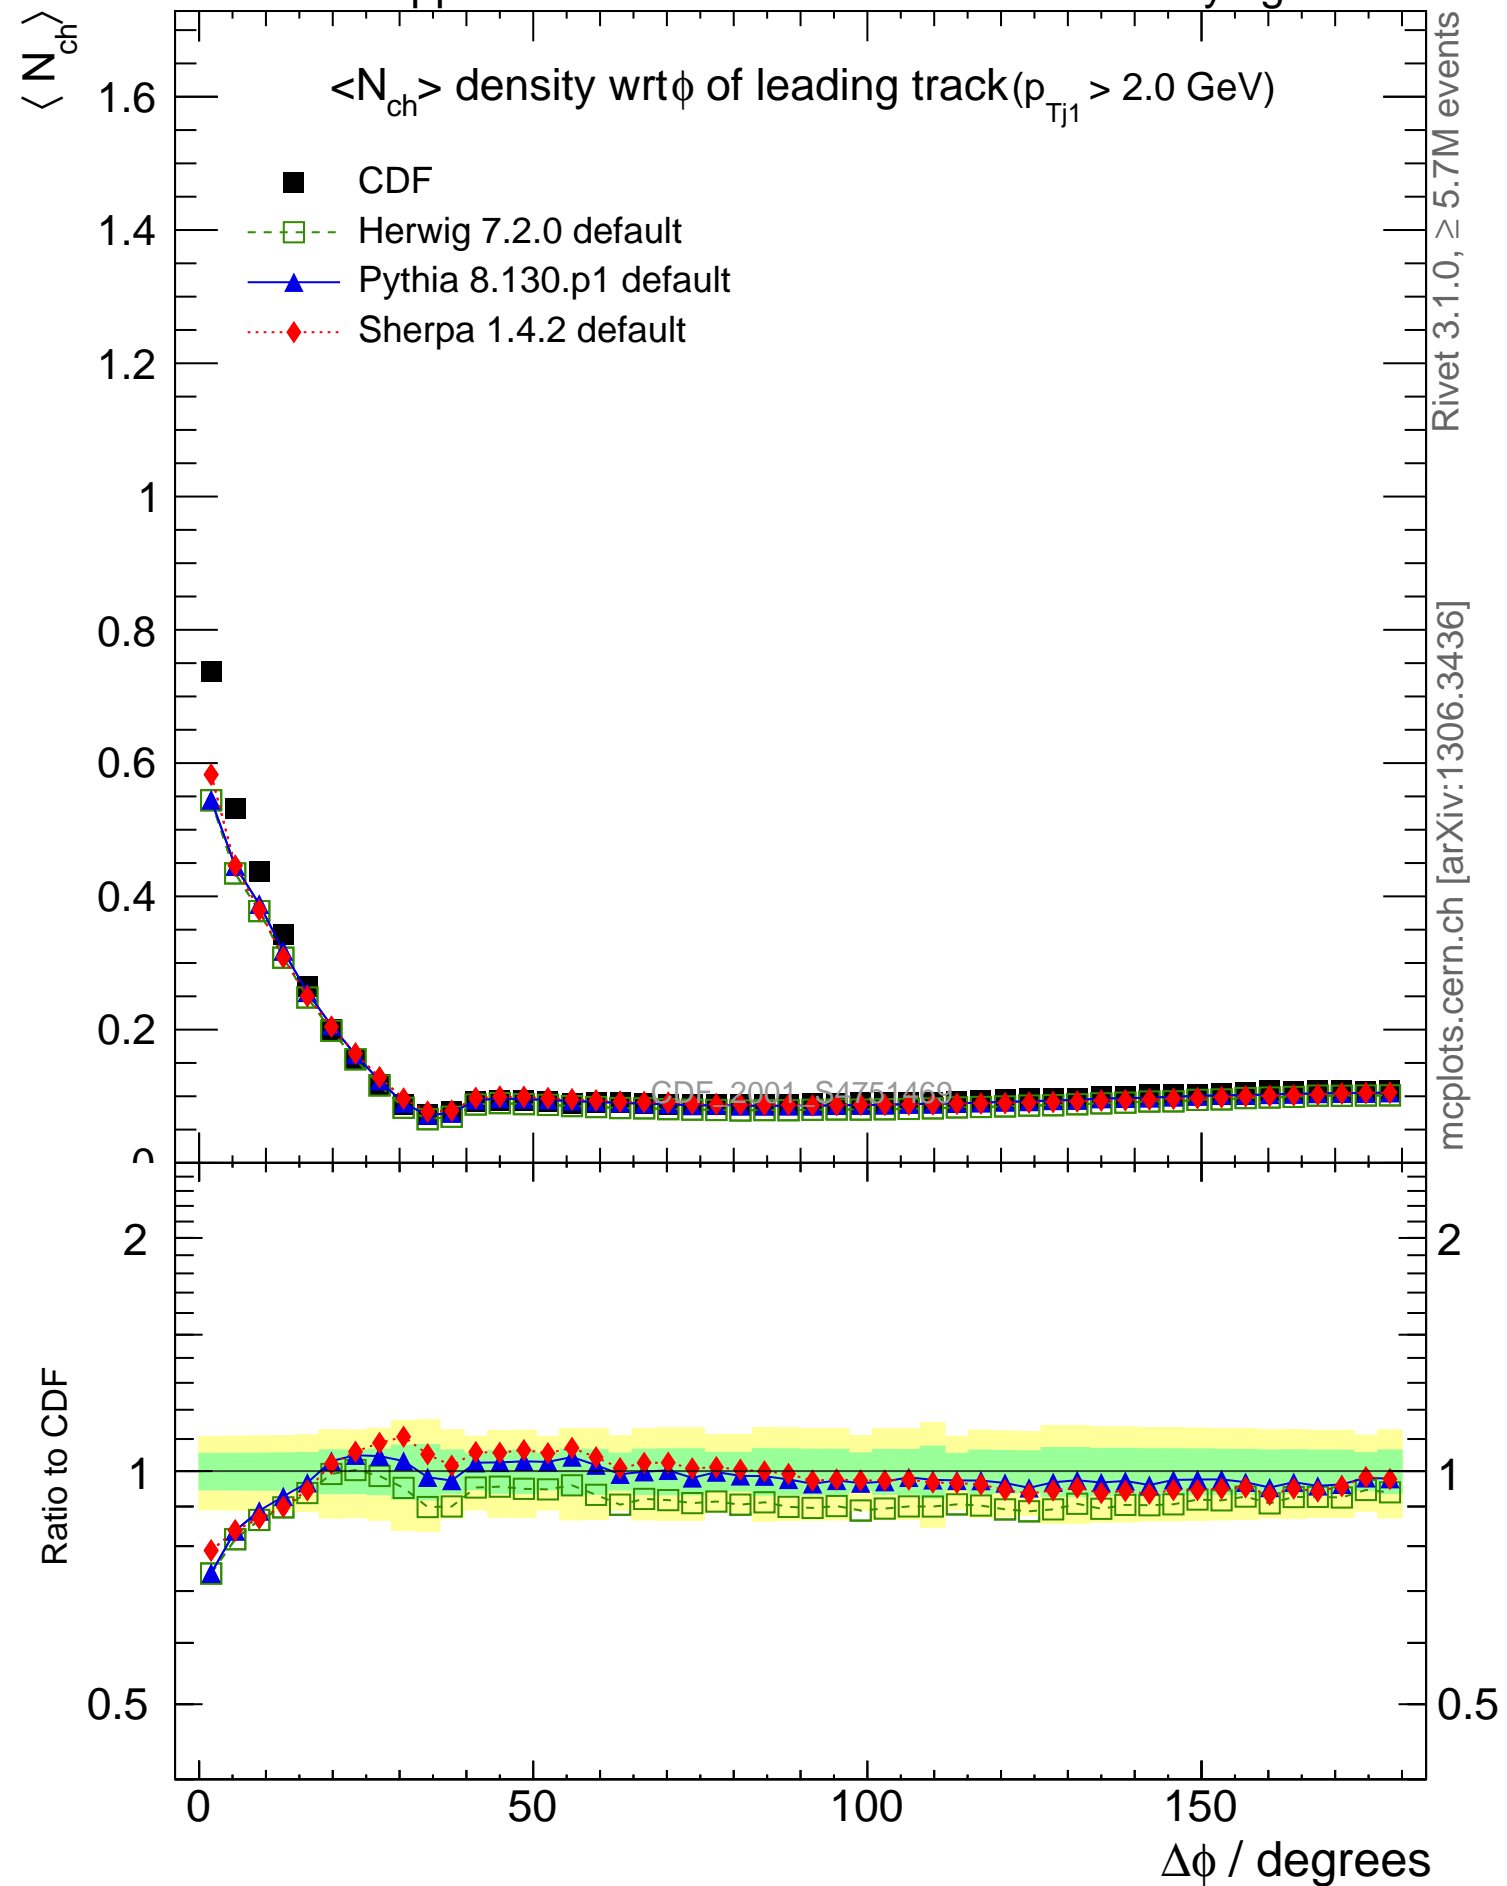 ⟨ N_ch ⟩
<N_ch> density wrt φ of leading track (p_Tj1 > 2.0 GeV)
CDF
Herwig 7.2.0 default
Pythia 8.130.p1 default
Sherpa 1.4.2 default
1.6
1.4
1.2
1
0.8
0.6
0.4
0.2
0
CDF_2001_S4751469
Rivet 3.1.0, ≥ 5.7M events
mcplots.cern.ch [arXiv:1306.3436]
Ratio to CDF
2
1
0.5
2
1
0.5
0 50 100 150
Δφ / degrees